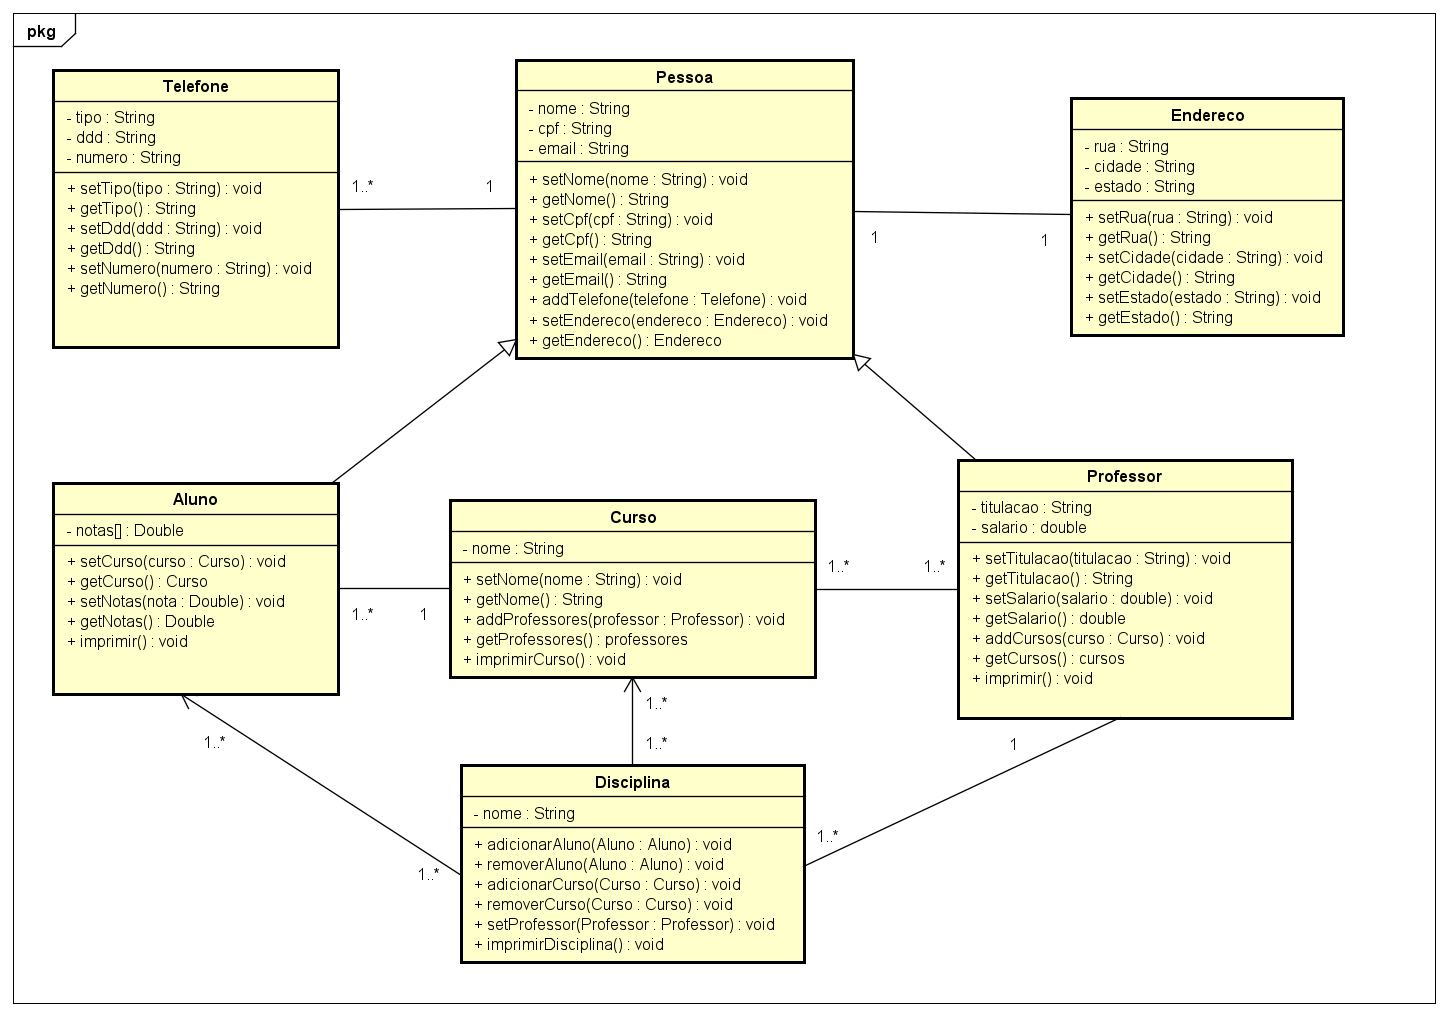 pkg
Telefone
- tipo : String
- ddd : String
- numero : String
+ setTipo(tipo : String) : void
+ getTipo() : String
+ setDdd(ddd : String) : void
+ getDdd() : String
+ setNumero(numero : String) : void
+ getNumero() : String
1..*
1
Pessoa
- nome : String
- cpf : String
- email : String
+ setNome(nome : String) : void
+ getNome() : String
+ setCpf(cpf : String) : void
+ getCpf() : String
+ setEmail(email : String) : void
+ getEmail() : String
+ addTelefone(telefone : Telefone) : void
+ setEndereco(endereco : Endereco) : void
+ getEndereco() : Endereco
1
1
Endereco
- rua : String
- cidade : String
- estado : String
+ setRua(rua : String) : void
+ getRua() : String
+ setCidade(cidade : String) : void
+ getCidade() : String
+ setEstado(estado : String) : void
+ getEstado() : String
Aluno
- notas[] : Double
+ setCurso(curso : Curso) : void
+ getCurso() : Curso
+ setNotas(nota : Double) : void
+ getNotas() : Double
+ imprimir() : void
1..*
1
Curso
- nome : String
+ setNome(nome : String) : void
+ getNome() : String
+ addProfessores(professor : Professor) : void
+ getProfessores() : professores
+ imprimirCurso() : void
1..*
1..*
Professor
- titulacao : String
- salario : double
+ setTitulacao(titulacao : String) : void
+ getTitulacao() : String
+ setSalario(salario : double) : void
+ getSalario() : double
+ addCursos(curso : Curso) : void
+ getCursos() : cursos
+ imprimir() : void
1..*
1..*
1..*
1..*
1
1..*
Disciplina
- nome : String
+ adicionarAluno(Aluno : Aluno) : void
+ removerAluno(Aluno : Aluno) : void
+ adicionarCurso(Curso : Curso) : void
+ removerCurso(Curso : Curso) : void
+ setProfessor(Professor : Professor) : void
+ imprimirDisciplina() : void